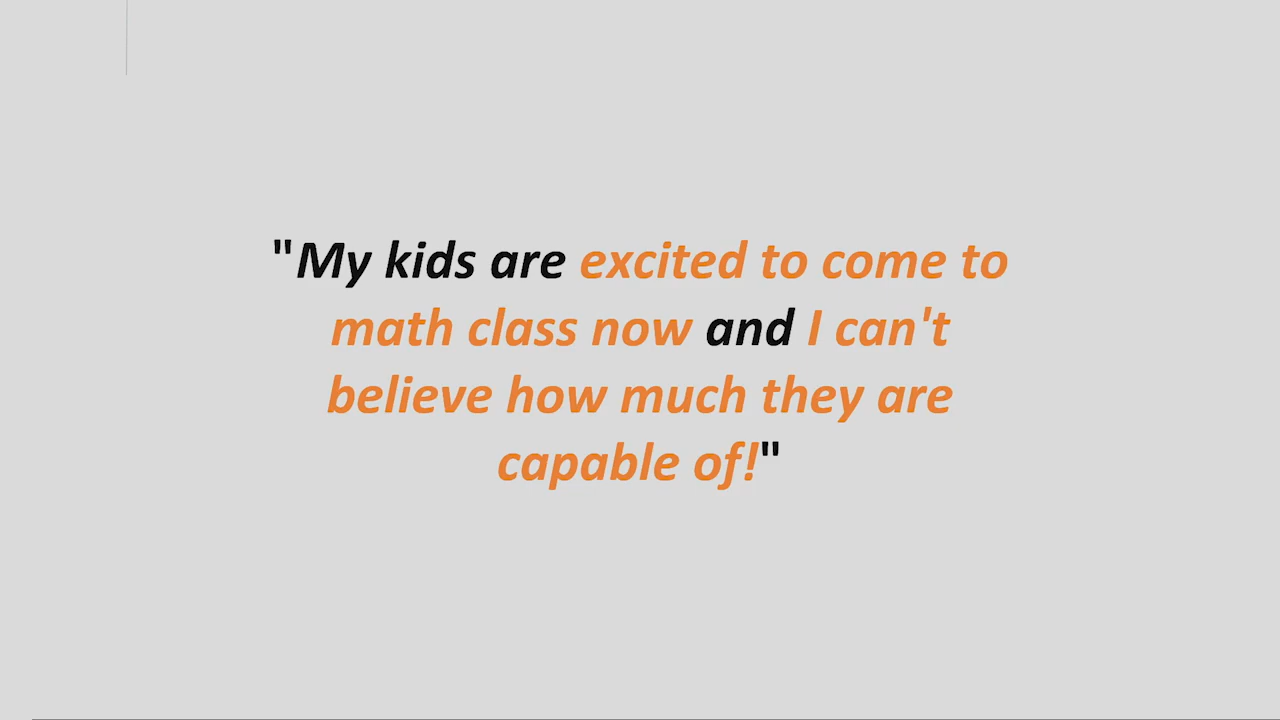 "My kids are excited to come to
math class now and I can't
believe how much they are
capable of!"